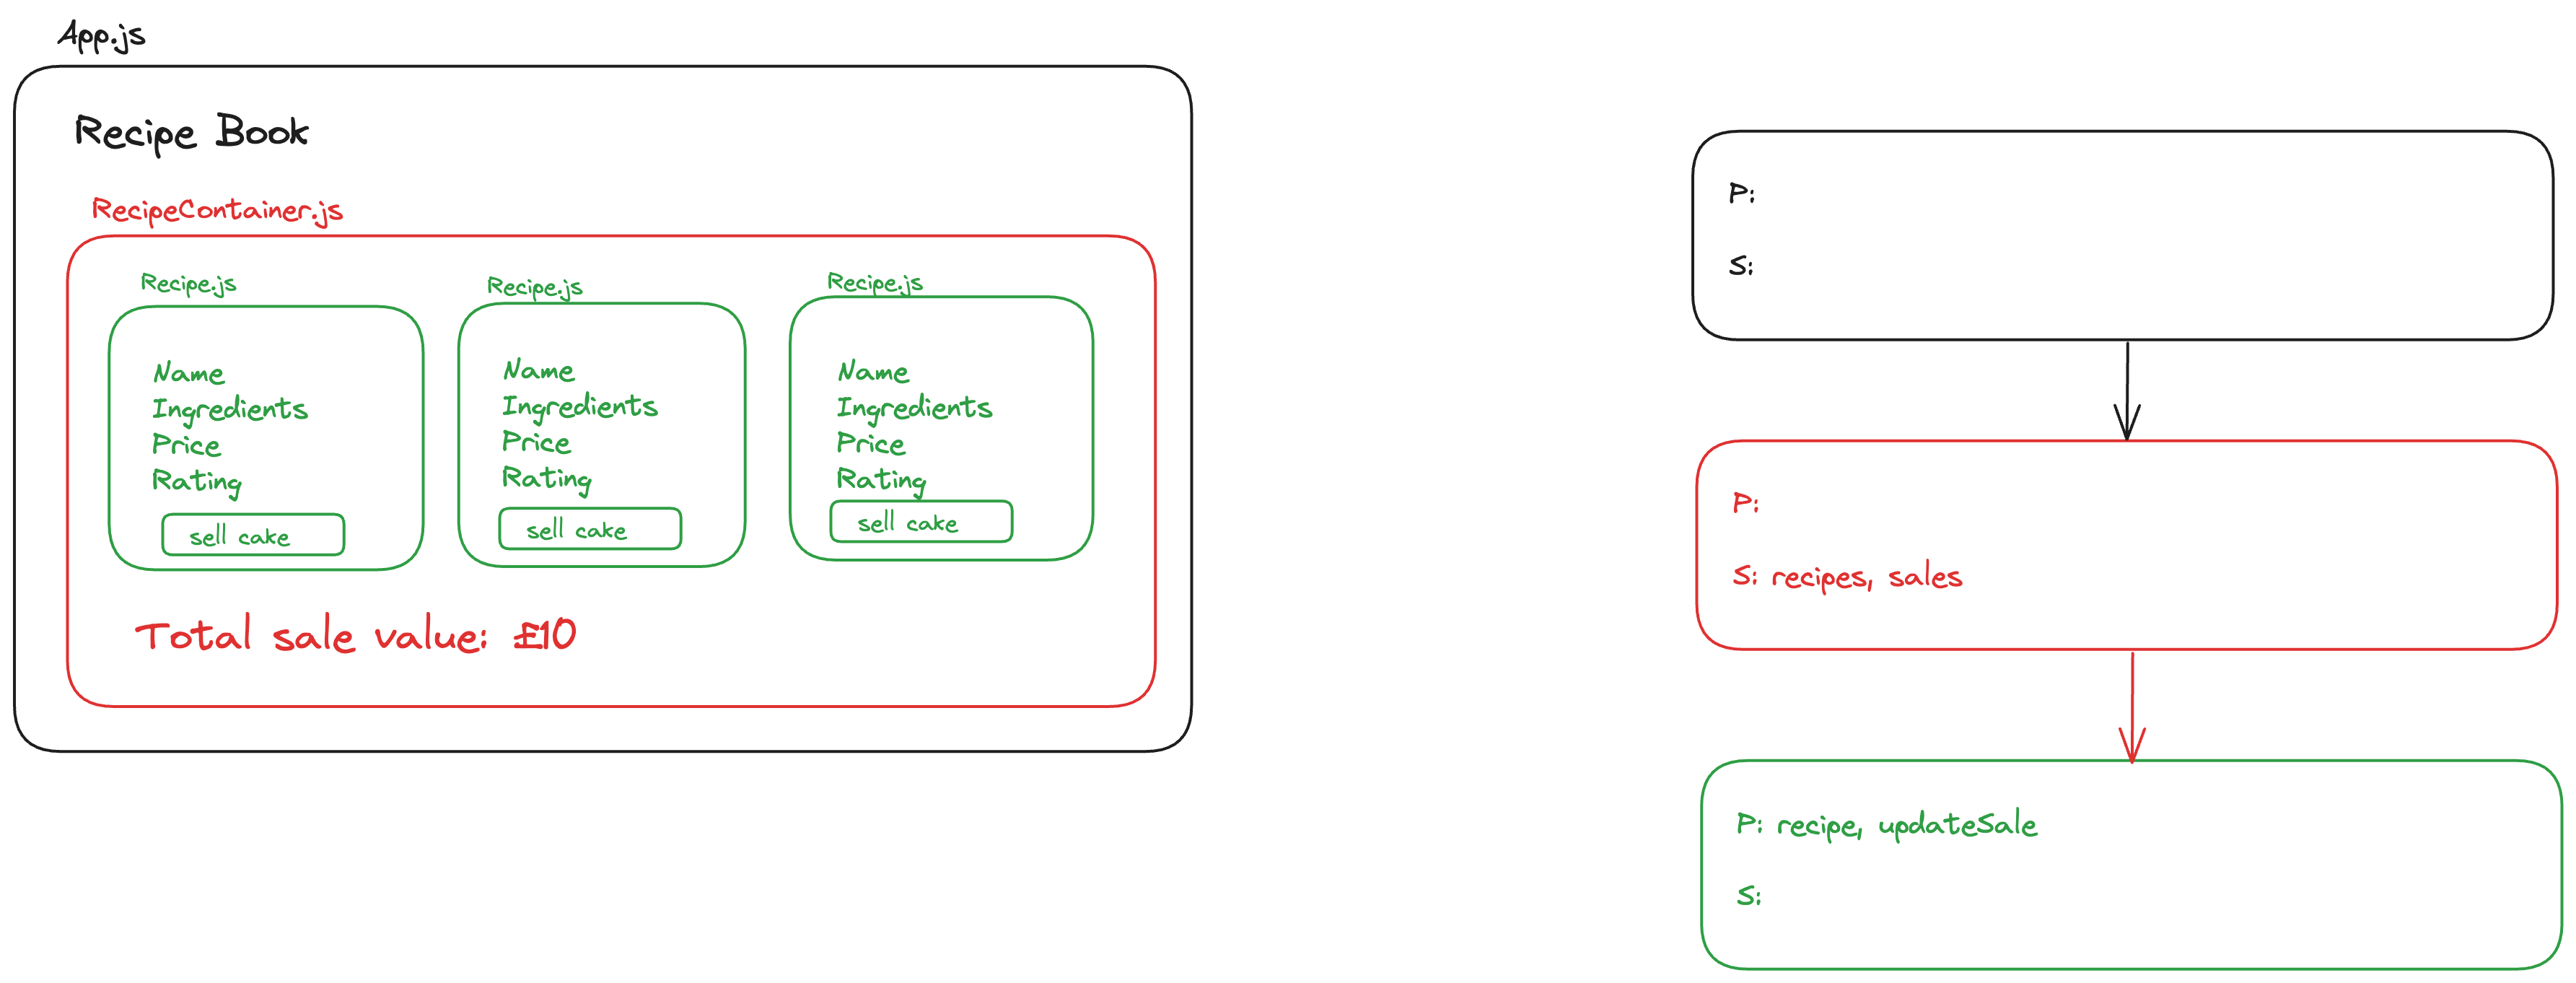 App.js
Recipe Book
RecipeContainer.js
Recipe.js
Name
Ingredients
Price
Rating
sell cake
Recipe.js
Name
Ingredients
Price
Rating
sell cake
Recipe.js
Name
Ingredients
Price
Rating
sell cake
Total sale value: £10
P:
S:
P:
S: recipes, sales
P: recipe, updateSale
S: